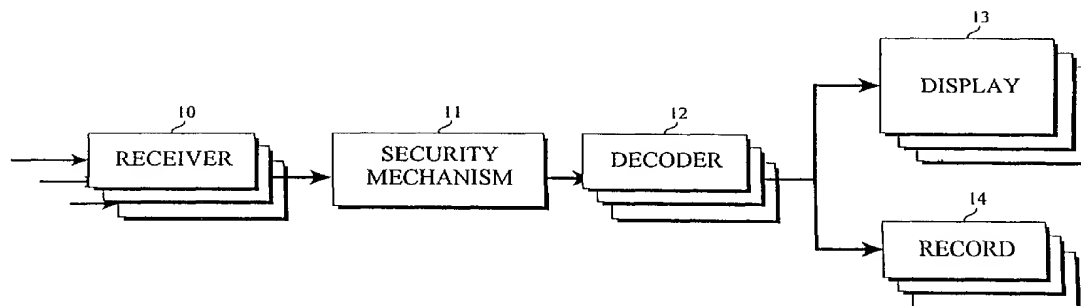 10
RECEIVER
11
SECURITY
MECHANISM
12
DECODER
13
DISPLAY
14
RECORD